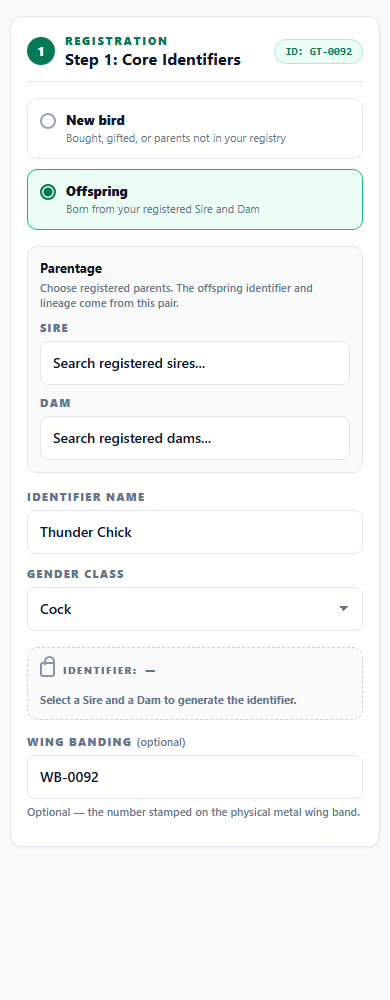 1
REGISTRATION
Step 1: Core Identifiers
ID: GT-0092
New bird
Bought, gifted, or parents not in your registry
Offspring
Born from your registered Sire and Dam
Parentage
Choose registered parents. The offspring identifier and
lineage come from this pair.
SIRE
Search registered sires...
DAM
Search registered dams...
IDENTIFIER NAME
Thunder Chick
GENDER CLASS
Cock
IDENTIFIER: —
Select a Sire and a Dam to generate the identifier.
WING BANDING (optional)
WB-0092
Optional — the number stamped on the physical metal wing band.